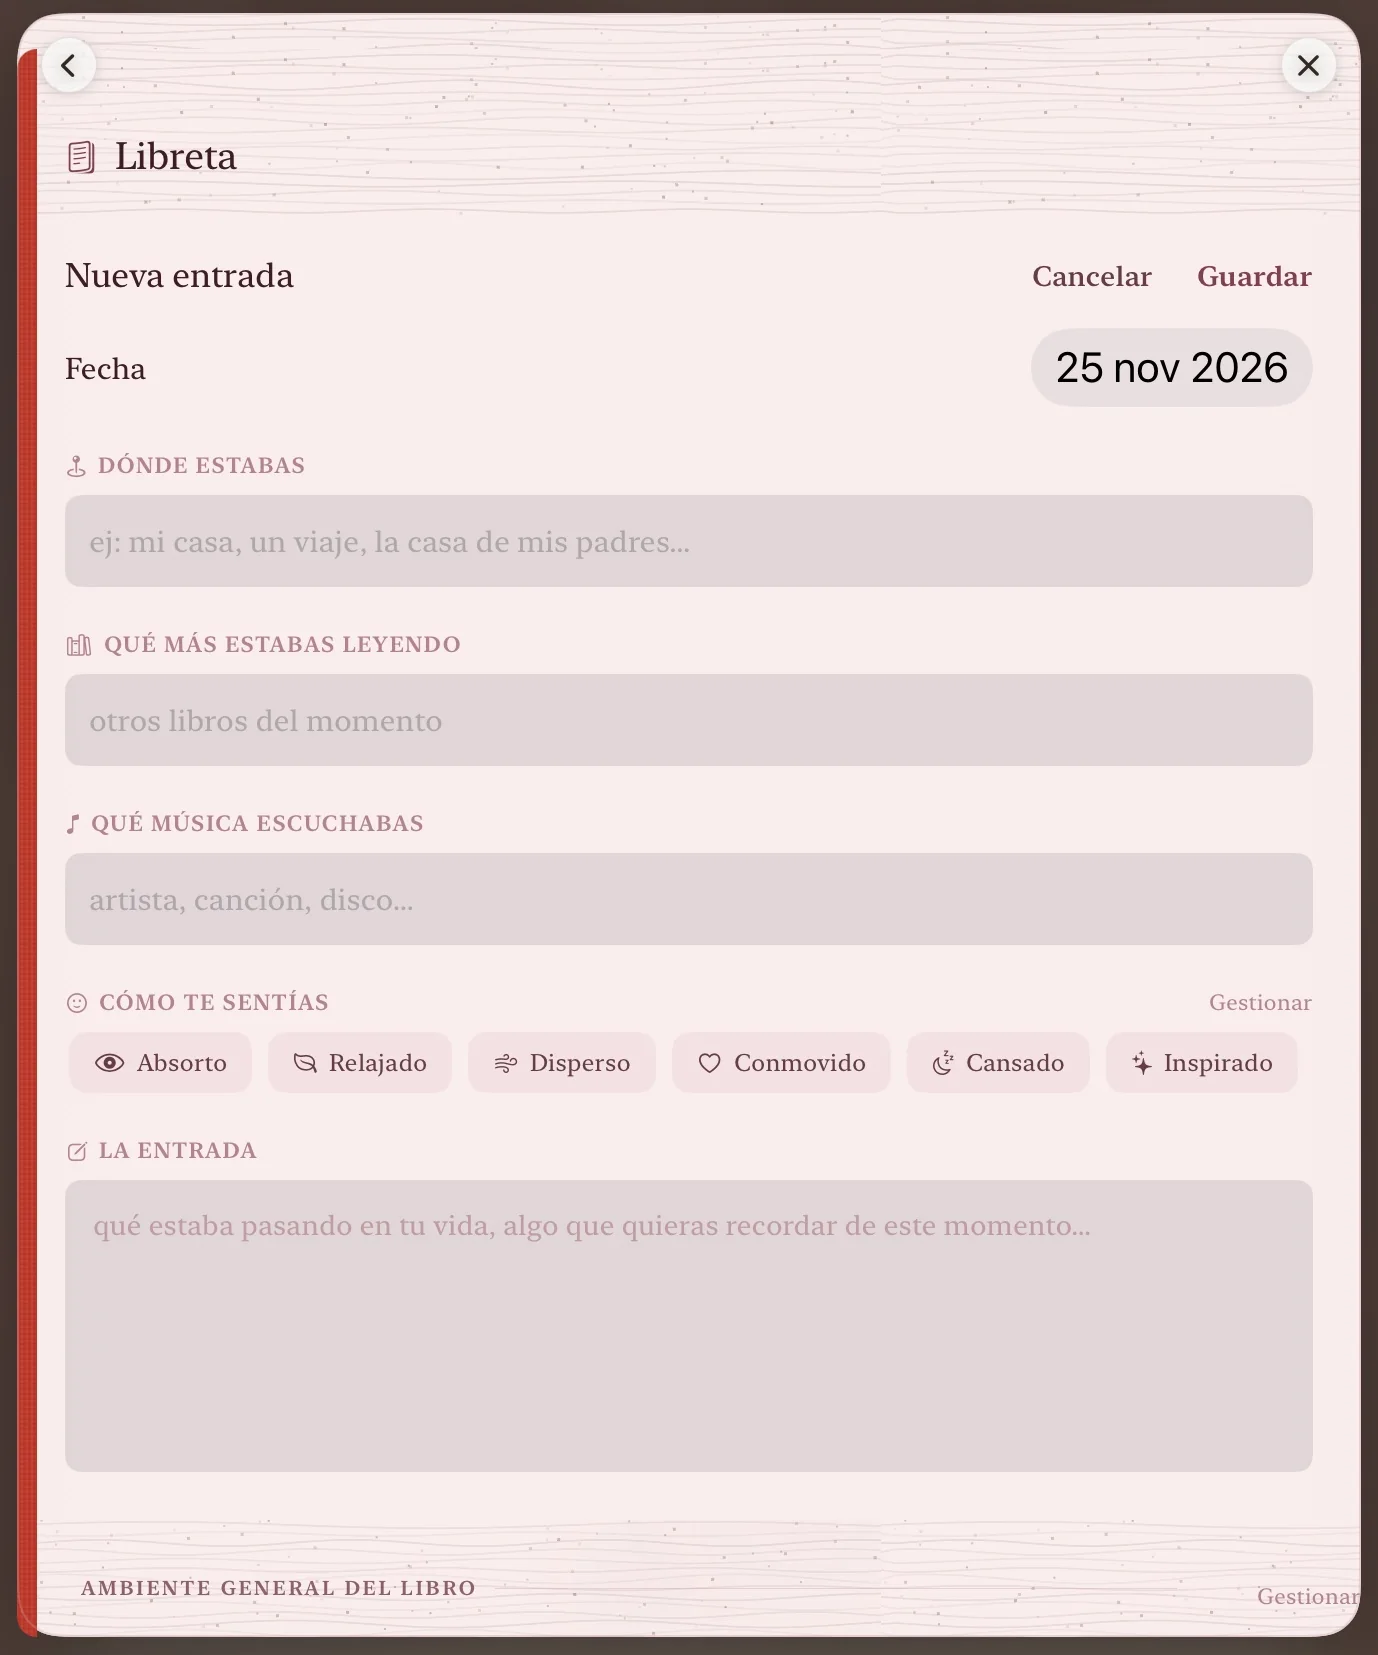 Libreta
Nueva entrada Cancelar Guardar
Fecha 25 nov 2026
DÓNDE ESTABAS
ej: mi casa, un viaje, la casa de mis padres...
QUÉ MÁS ESTABAS LEYENDO
otros libros del momento
QUÉ MÚSICA ESCUCHABAS
artista, canción, disco...
CÓMO TE SENTÍAS Gestionar
Absorto Relajado Disperso Conmovido Cansado Inspirado
LA ENTRADA
qué estaba pasando en tu vida, algo que quieras recordar de este momento...
AMBIENTE GENERAL DEL LIBRO Gestionar